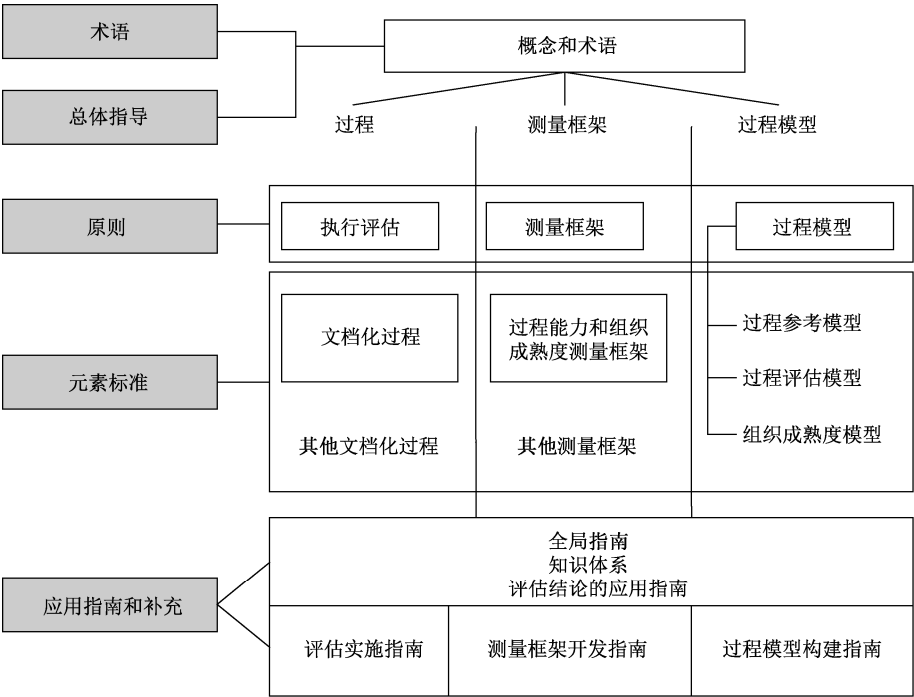 术语
概念和术语
总体指导
过程
测量框架
过程模型
原则
执行评估
测量框架
过程模型
元素标准
文档化过程
过程能力和组织
成熟度测量框架
过程参考模型
过程评估模型
组织成熟度模型
其他文档化过程
其他测量框架
应用指南和补充
全局指南
知识体系
评估结论的应用指南
评估实施指南
测量框架开发指南
过程模型构建指南